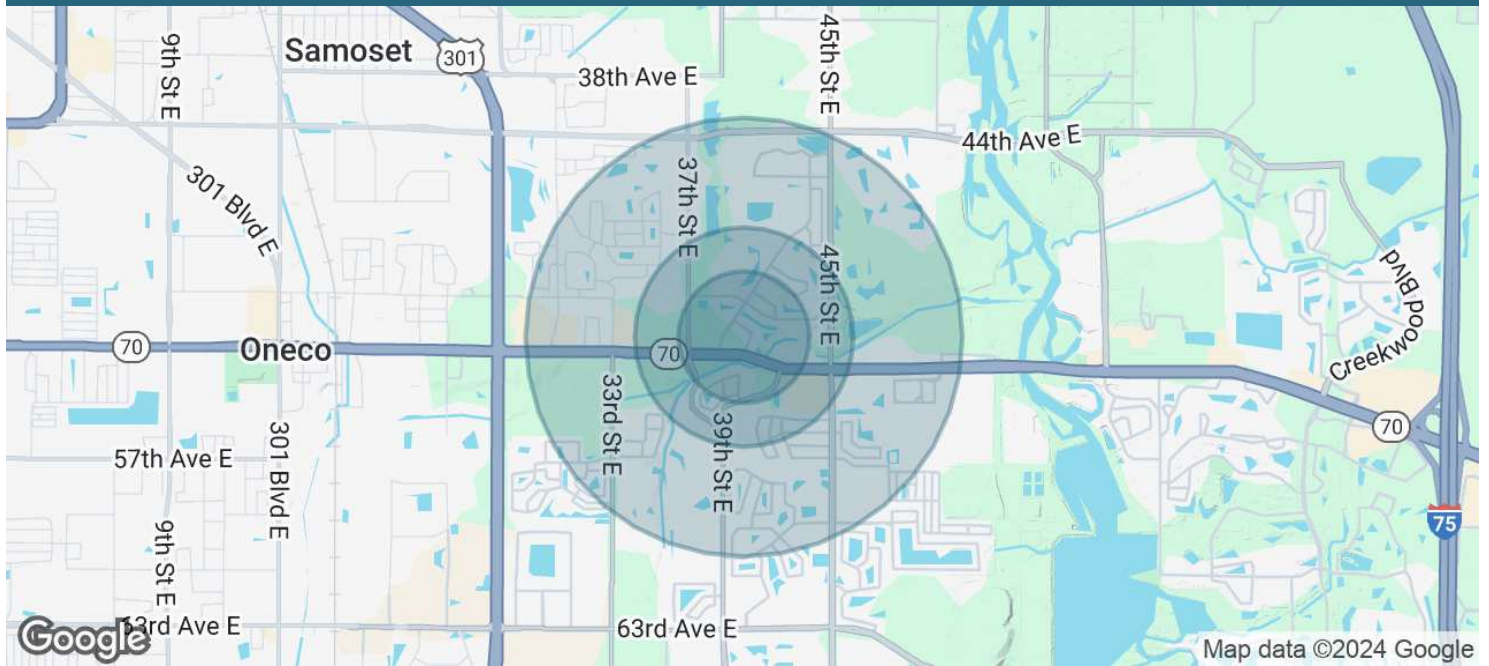 9th St E
Samoset
301
38th Ave E
45th St E
44th Ave E
301 Blvd E
37th St E
45th St E
Creekwood Blvd
70
Oneco
70
33rd St E
39th St E
70
57th Ave E
301 Blvd E
9th St E
75
63rd Ave E
63rd Ave E
Google
Map data ©2024 Google